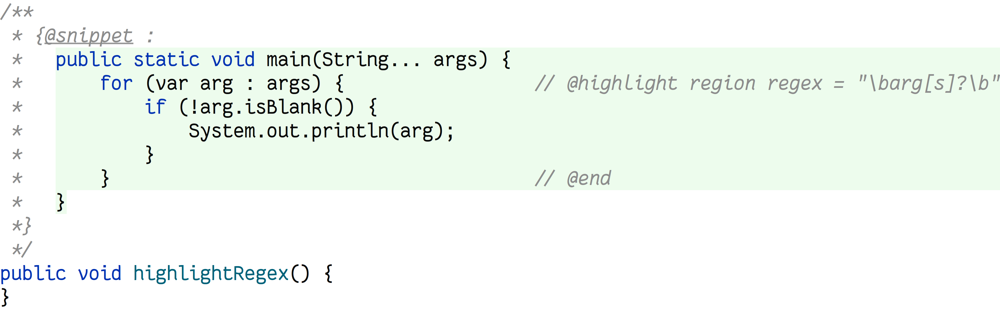 /**
 * {@snippet :
 *   public static void main(String... args) {
 *       for (var arg : args) {                 // @highlight region regex = "\barg[s]?\b"
 *           if (!arg.isBlank()) {
 *               System.out.println(arg);
 *           }
 *       }                                      // @end
 *   }
 *}
 */
public void highlightRegex() {
}